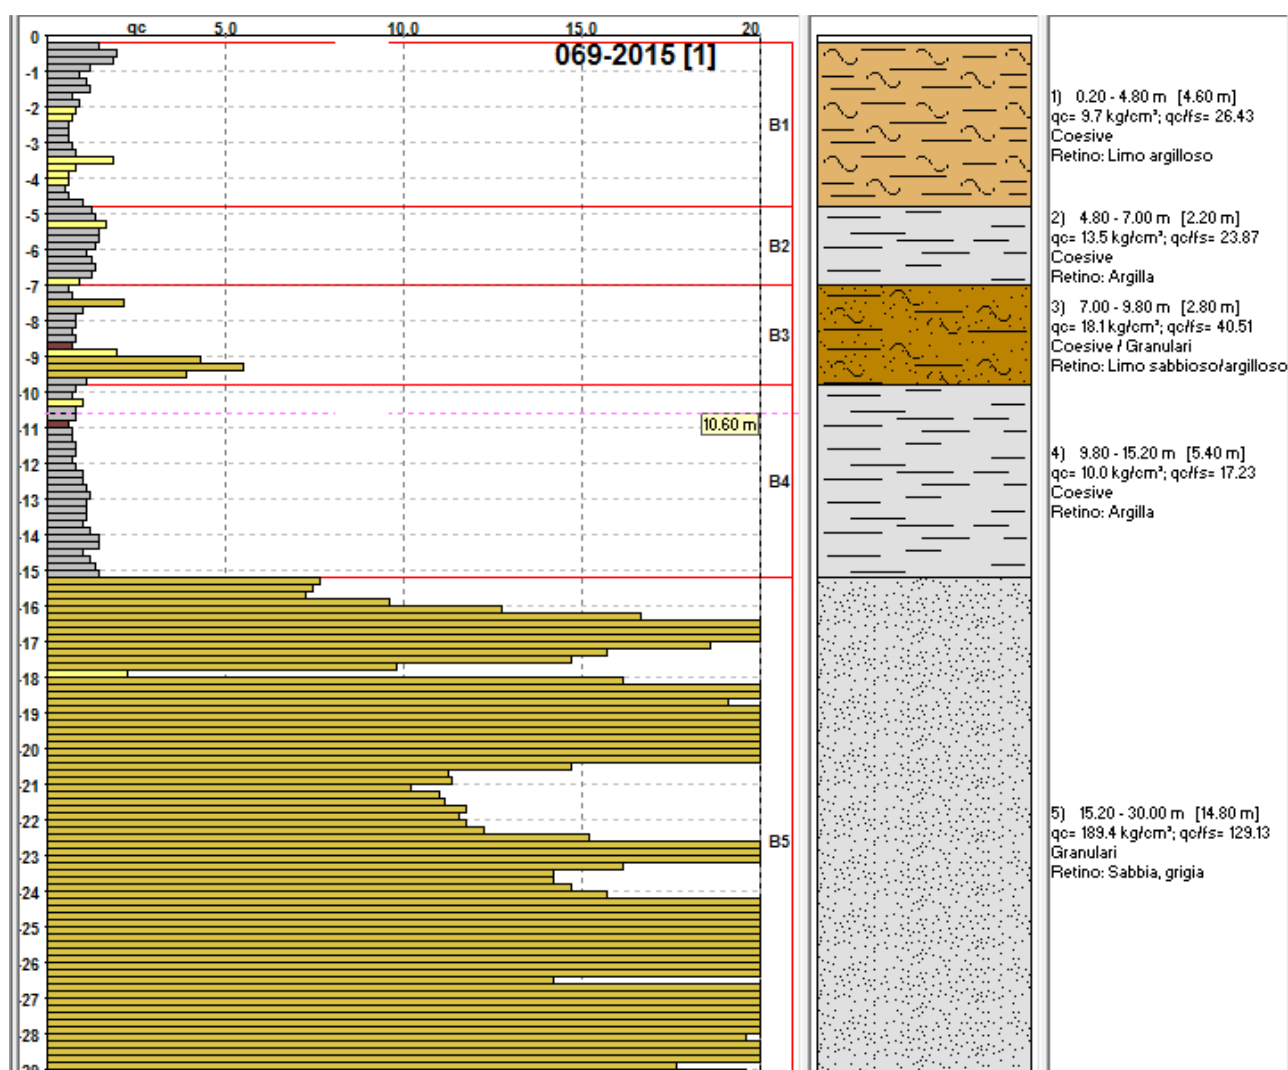 qc 5.0 10.0 15.0 20
069-2015 [1]
0
-1
-2
-3
-4
-5
-6
-7
-8
-9
-10
-11
-12
-13
-14
-15
-16
-17
-18
-19
-20
-21
-22
-23
-24
-25
-26
-27
-28
10.60 m
B1
B2
B3
B4
B5
1) 0.20 - 4.80 m [4.60 m]
qc= 9.7 kg/cm²; qc/fs= 26.43
Coesive
Retino: Limo argilloso
2) 4.80 - 7.00 m [2.20 m]
qc= 13.5 kg/cm²; qc/fs= 23.87
Coesive
Retino: Argilla
3) 7.00 - 9.80 m [2.80 m]
qc= 18.1 kg/cm²; qc/fs= 40.51
Coesive / Granulari
Retino: Limo sabbioso/argilloso
4) 9.80 - 15.20 m [5.40 m]
qc= 10.0 kg/cm²; qc/fs= 17.23
Coesive
Retino: Argilla
5) 15.20 - 30.00 m [14.80 m]
qc= 189.4 kg/cm²; qc/fs= 129.13
Granulari
Retino: Sabbia, grigia